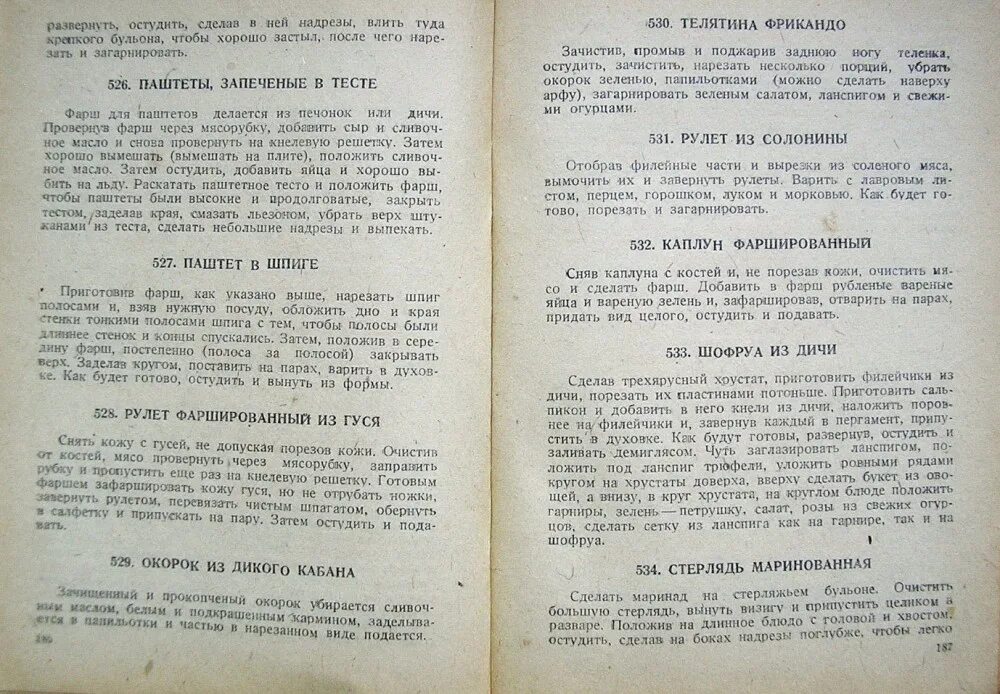 развернуть, остудить, сделав в ней надрезы, влить туда
крепкого бульона, чтобы хорошо застыл, после чего наре-
зать и загарнировать.
526. ПАШТЕТЫ, ЗАПЕЧЕНЫЕ В ТЕСТЕ
Фарш для паштетов делается из печонок или дичи.
Провернув фарш через мясорубку, добавить сыр и сливоч-
ное масло и снова провернуть на кнелевую решетку. Затем
хорошо вымешать (вымешать на плите), положить сливоч-
ное масло. Затем остудить, добавить яйца и хорошо вы-
бить на льду. Раскатать паштетное тесто и положить фарш,
чтобы паштеты были высокие и продолговатые, закрыть
тестом, заделав края, смазать льезоном, убрать верх шту-
канами из теста, сделать небольшие надрезы и выпекать.
527. ПАШТЕТ В ШПИГЕ
Приготовив фарш, как указано выше, нарезать шпиг
полосами и, взяв нужную посуду, обложить дно и края
стенки тонкими полосами шпига с тем, чтобы полосы были
длиннее стенок и концы спускались. Затем, положив в сере-
дину фарш, постепенно (полоса за полосой) закрывать
верх. Заделав кругом, поставить на парах, варить в духов-
ке. Как будет готово, остудить и вынуть из формы.
528. РУЛЕТ ФАРШИРОВАННЫЙ ИЗ ГУСЯ
Снять кожу с гусей, не допуская порезов кожи. Очистив
от костей, мясо провернуть через мясорубку, заправить
рубку и пропустить еще раз на кнелевую решетку. Готовым
фаршем зафаршировать кожу гуся, но не отрубать ножки,
завернуть рулетом, перевязать чистым шпагатом, обернуть
в салфетку и припускать на пару. Затем остудить и пода-
вать.
529. ОКОРОК ИЗ ДИКОГО КАБАНА
Зачищенный и прокопченый окорок убирается сливоч-
ным маслом, белым и подкрашенным кармином, заделыва-
ется в папильотки и частью в нарезанном виде подается.
186
530. ТЕЛЯТИНА ФРИКАНДО
Зачистив, промыв и поджарив заднюю ногу теленка,
остудить, зачистить, нарезать несколько порций, убрать
окорок зеленью, папильотками (можно сделать наверху
арфу), загарнировать зеленым салатом, ланспигом и свежи-
ми огурцами.
531. РУЛЕТ ИЗ СОЛОНИНЫ
Отобрав филейные части и вырезки из соленого мяса,
вымочить их и завернуть рулеты. Варить с лавровым ли-
стом, перцем, горошком, луком и морковью. Как будет го-
тово, порезать и загарнировать.
532. КАПЛУН ФАРШИРОВАННЫЙ
Сняв каплуна с костей и, не порезав кожи, очистить мя-
со и сделать фарш. Добавить в фарш рубленые вареные
яйца и вареную зелень и, зафаршировав, отварить на парах,
придать вид целого, остудить и подавать.
533. ШОФРУА ИЗ ДИЧИ
Сделав трехярусный хрустат, приготовить филейчики из
дичи, порезать их пластинами потоньше. Приготовить саль-
пикон и добавить в него кнели из дичи, наложить поров-
нее на филейчики и, завернув каждый в пергамент, припу-
стить в духовке. Как будут готовы, развернув, остудить и
заливать демиглясом. Чуть заглазировать ланспигом, по-
ложить под ланспиг трюфели, уложить ровными рядами
кругом на хрустаты доверха, вверху сделать букет из ово-
щей, а внизу, в круг хрустата, на круглом блюде положить
гарниры, зелень — петрушку, салат, розы из свежих огур-
цов, сделать сетку из ланспига как на гарнире, так и на
шофруа.
534. СТЕРЛЯДЬ МАРИНОВАННАЯ
Сделать маринад на стерляжьем бульоне. Очистить
большую стерлядь, вынуть визигу и припустить целиком в
разваре. Положив на длинное блюдо с головой и хвостом,
остудить, сделав на боках надрезы поглубже, чтобы легко
187